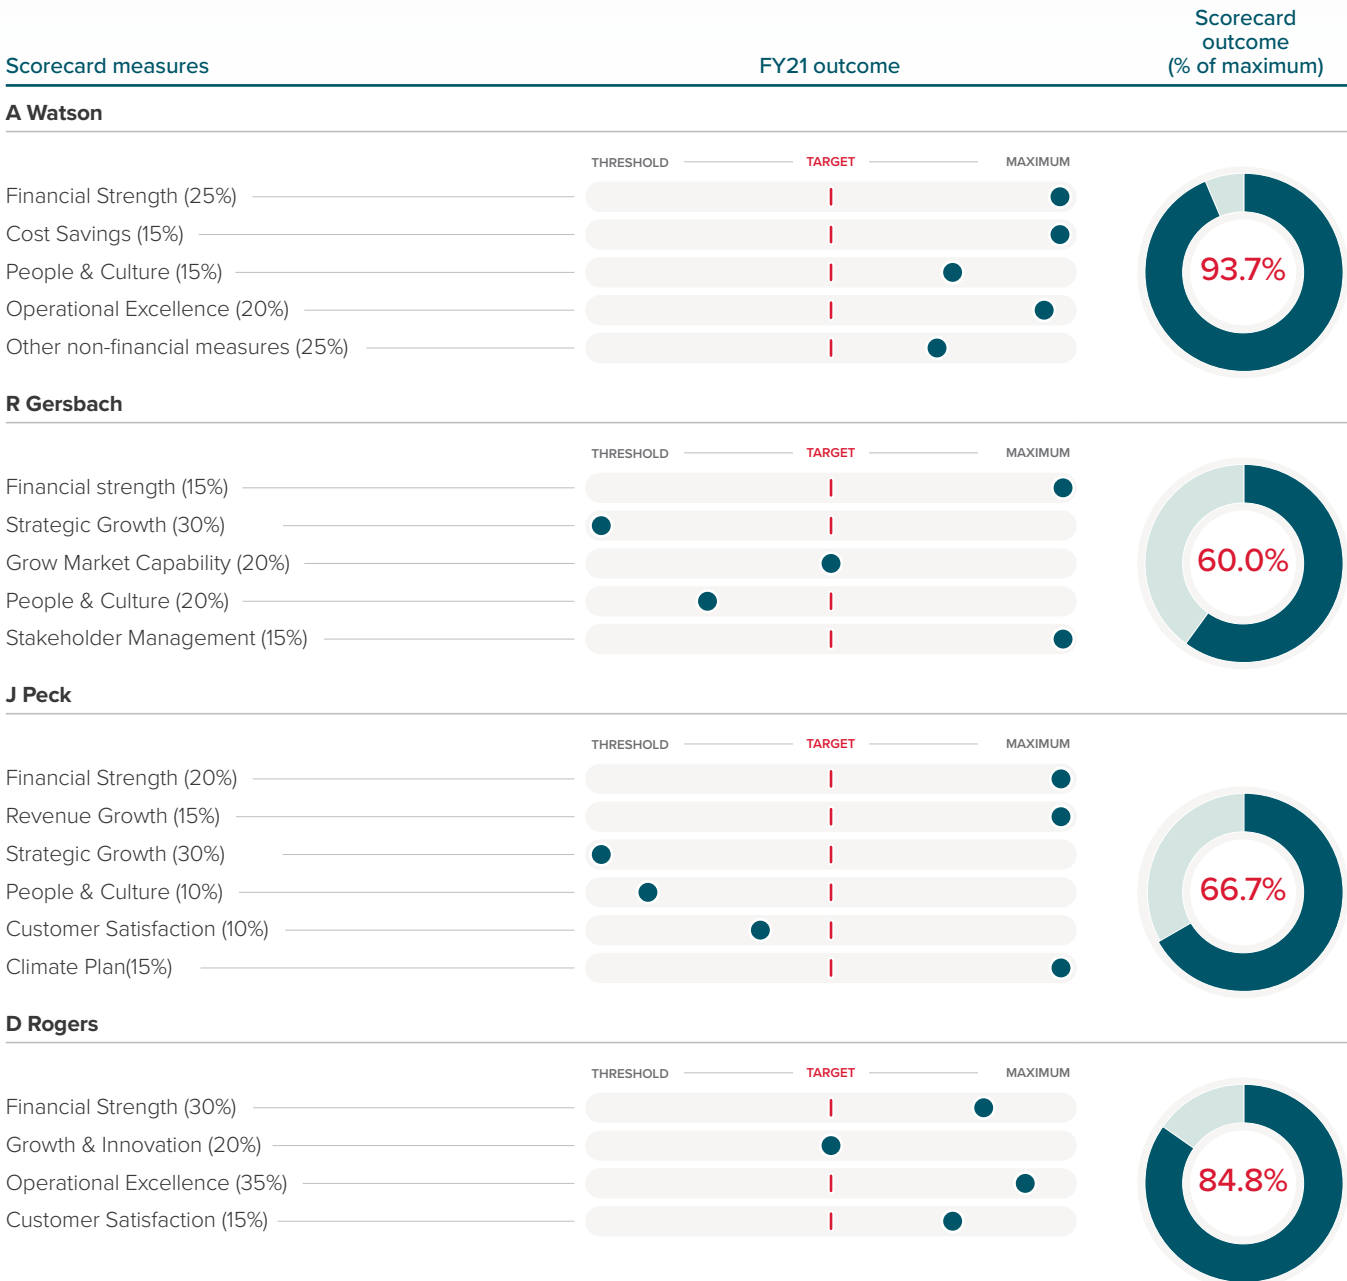 Scorecard measures
FY21 outcome
Scorecard
outcome
(% of maximum)
A Watson
THRESHOLD TARGET MAXIMUM
Financial Strength (25%)
Cost Savings (15%)
People & Culture (15%)
Operational Excellence (20%)
Other non-financial measures (25%)
93.7%
R Gersbach
THRESHOLD TARGET MAXIMUM
Financial strength (15%)
Strategic Growth (30%)
Grow Market Capability (20%)
People & Culture (20%)
Stakeholder Management (15%)
60.0%
J Peck
THRESHOLD TARGET MAXIMUM
Financial Strength (20%)
Revenue Growth (15%)
Strategic Growth (30%)
People & Culture (10%)
Customer Satisfaction (10%)
Climate Plan(15%)
66.7%
D Rogers
THRESHOLD TARGET MAXIMUM
Financial Strength (30%)
Growth & Innovation (20%)
Operational Excellence (35%)
Customer Satisfaction (15%)
84.8%